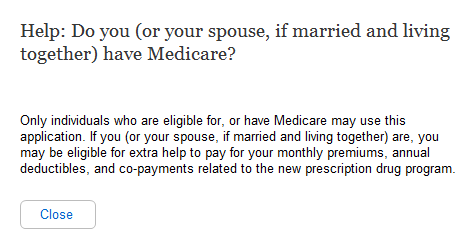 Help: Do you (or your spouse, if married and living
together) have Medicare?
Only individuals who are eligible for, or have Medicare may use this
application. If you (or your spouse, if married and living together) are, you
may be eligible for extra help to pay for your monthly premiums, annual
deductibles, and co-payments related to the new prescription drug program.
Close